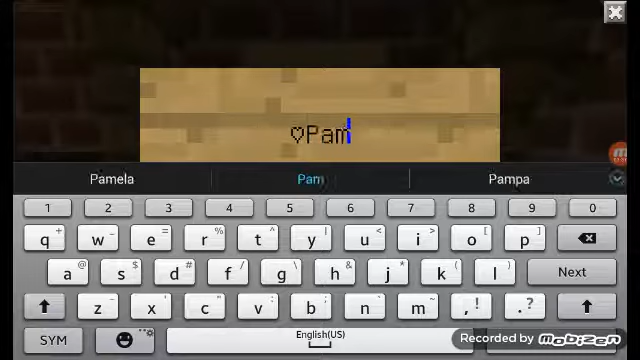 ♡Pam
Pamela Pam Pampa
1 2 3 4 5 6 7 8 9 0
q + w e = r % t ^ y | u < i > o [ p ]
a @ s $ d # f / g \ h & j * k ( l )
Next
z - x c " v : b ; n m ~ , ! . ?
SYM English(US)
Recorded by mobizen